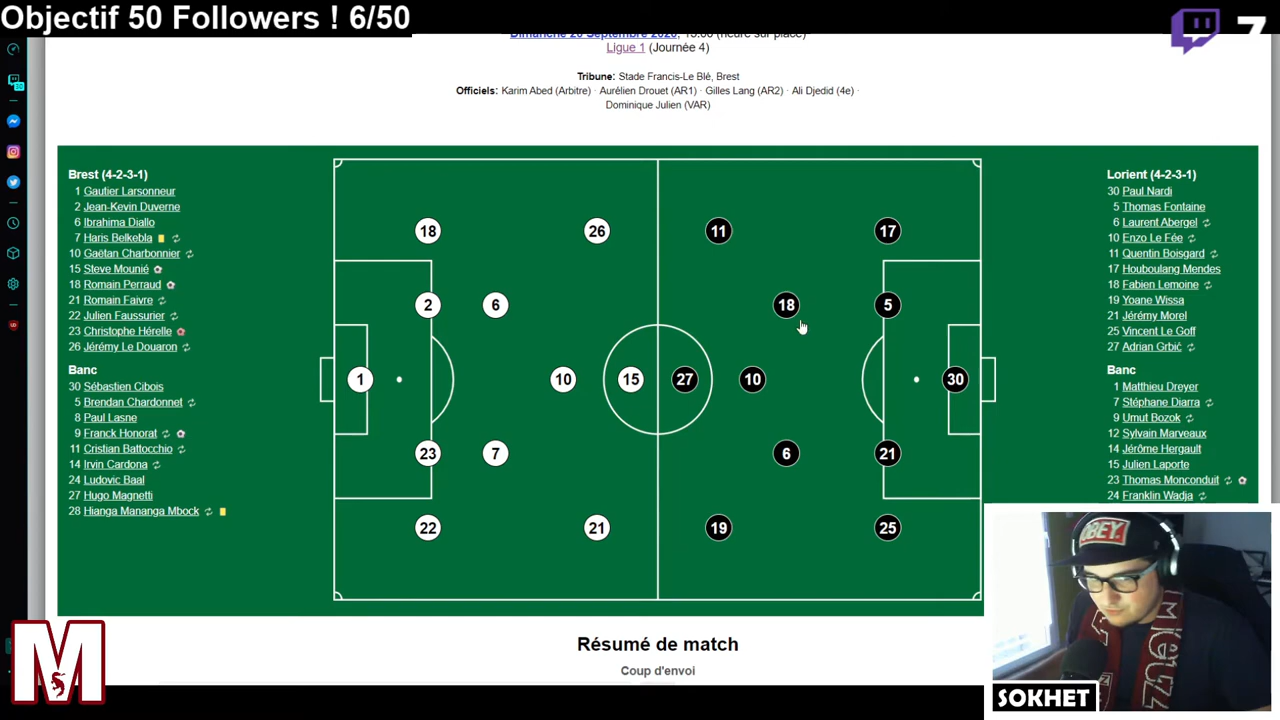 Objectif 50 Followers ! 6/50
Dimanche 20 Septembre 2020, 15:00 (heure sur place)
Ligue 1 (Journée 4)
Tribune: Stade Francis-Le Blé, Brest
Officiels: Karim Abed (Arbitre) · Aurélien Drouet (AR1) · Gilles Lang (AR2) · Ali Djedid (4e) ·
Dominique Julien (VAR)
Brest (4-2-3-1)
1 Gautier Larsonneur
2 Jean-Kevin Duverne
6 Ibrahima Diallo
7 Haris Belkebla
10 Gaëtan Charbonnier
15 Steve Mounié
18 Romain Perraud
21 Romain Faivre
22 Julien Faussurier
23 Christophe Hérelle
26 Jérémy Le Douaron
Banc
30 Sébastien Cibois
5 Brendan Chardonnet
8 Paul Lasne
9 Franck Honorat
11 Cristian Battocchio
14 Irvin Cardona
24 Ludovic Baal
27 Hugo Magnetti
28 Hianga Mananga Mbock
18 26 11 17
2 6 18 5
1 10 15 27 10 30
23 7 6 21
22 21 19 25
Lorient (4-2-3-1)
30 Paul Nardi
5 Thomas Fontaine
6 Laurent Abergel
10 Enzo Le Fée
11 Quentin Boisgard
17 Houboulang Mendes
18 Fabien Lemoine
19 Yoane Wissa
21 Jérémy Morel
25 Vincent Le Goff
27 Adrian Grbić
Banc
1 Matthieu Dreyer
7 Stéphane Diarra
9 Umut Bozok
12 Sylvain Marveaux
14 Jérôme Hergault
15 Julien Laporte
23 Thomas Monconduit
24 Franklin Wadja
Résumé de match
Coup d'envoi
M
OBEY
SOKHET